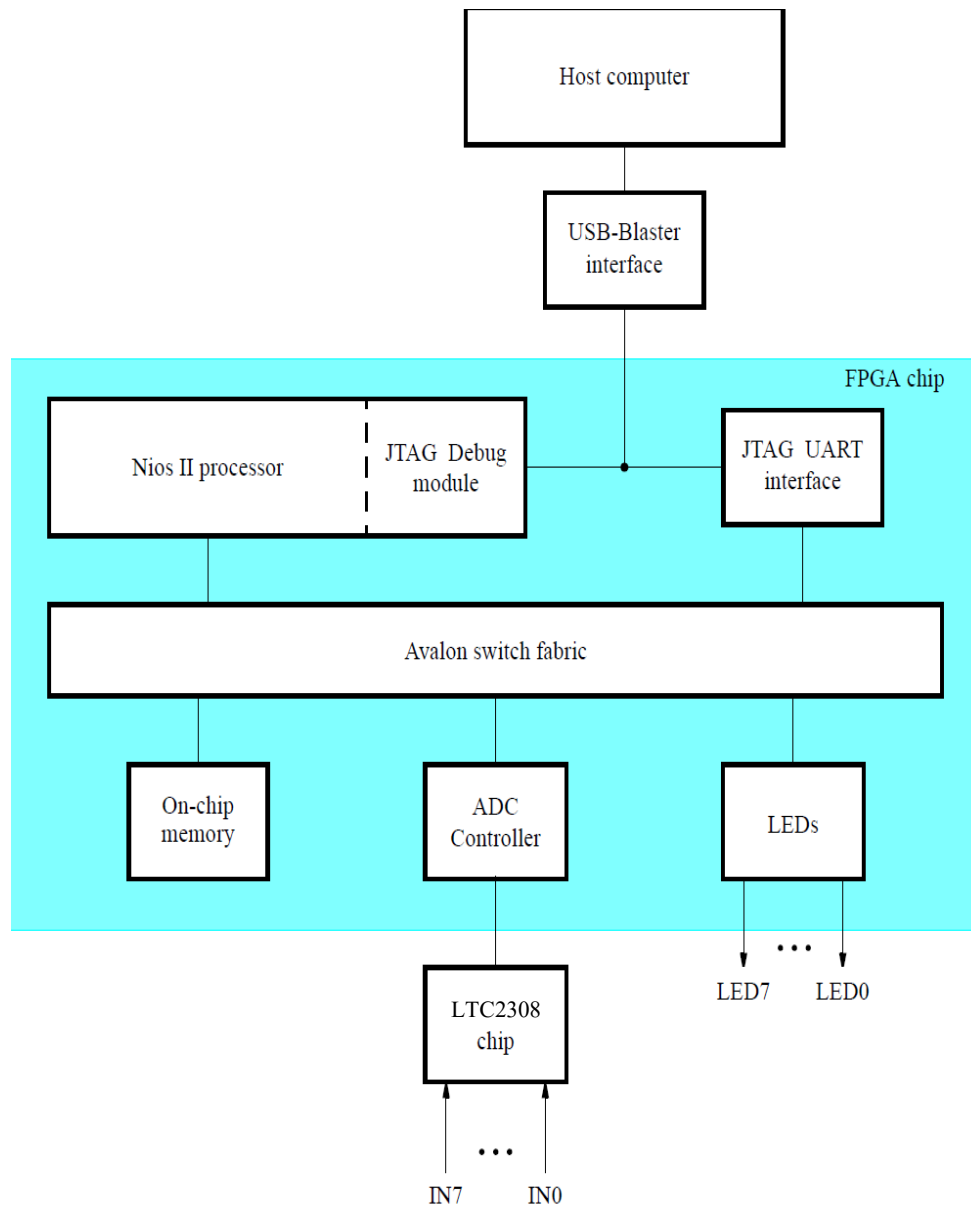 Host computer
USB-Blaster
interface
FPGA chip
Nios II processor
JTAG Debug
module
JTAG UART
interface
Avalon switch fabric
On-chip
memory
ADC
Controller
LEDs
LED7
•••
LED0
LTC2308
chip
•••
IN7
IN0